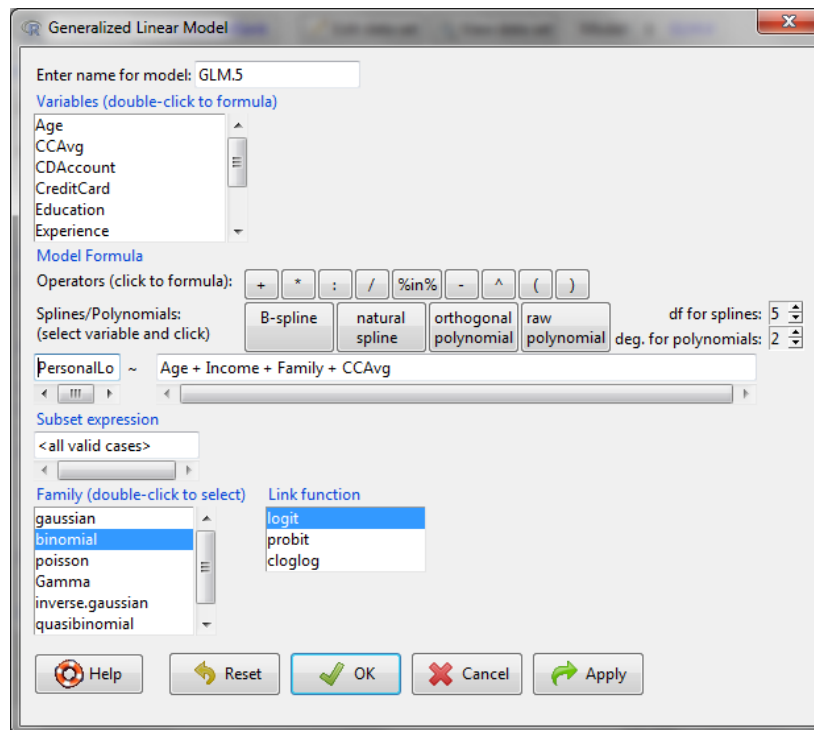 Generalized Linear Model
Enter name for model: GLM.5
Variables (double-click to formula)
Age
CCAvg
CDAccount
CreditCard
Education
Experience
Model Formula
Operators (click to formula): + * : / %in% - ^ ( )
Splines/Polynomials:
(select variable and click)
B-spline
natural
spline
orthogonal
polynomial
raw
polynomial
df for splines: 5
deg. for polynomials: 2
PersonalLo ~ Age + Income + Family + CCAvg
Subset expression
<all valid cases>
Family (double-click to select) Link function
gaussian logit
binomial probit
poisson cloglog
Gamma
inverse.gaussian
quasibinomial
Help Reset OK Cancel Apply